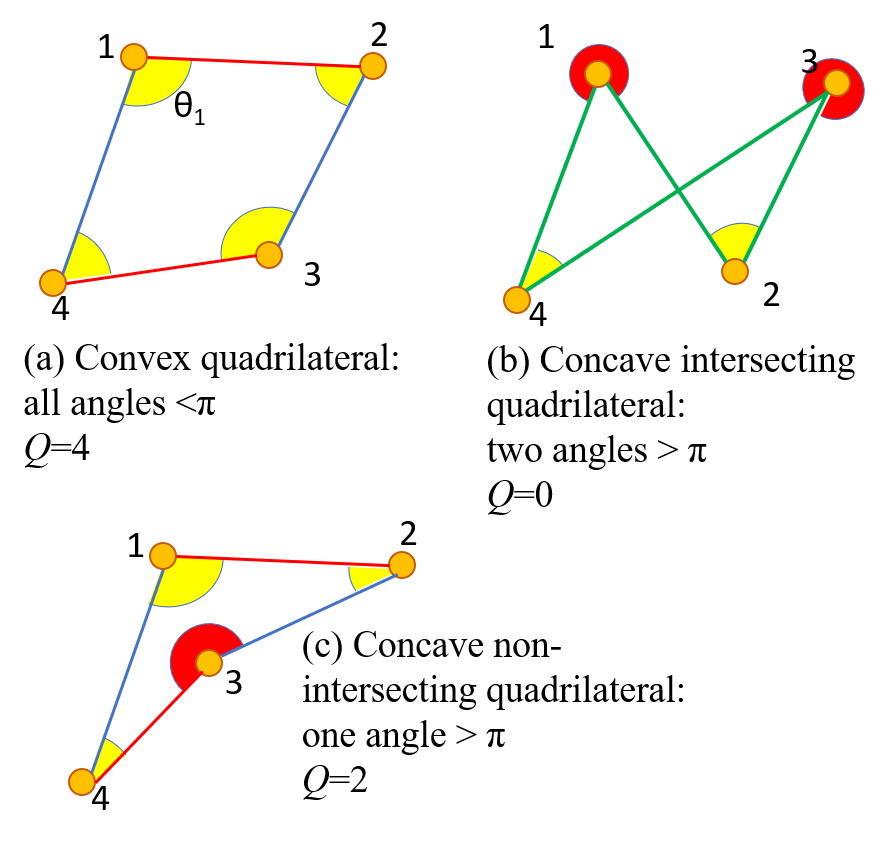 1
2
θ1
3
4
1
3
2
4
(a) Convex quadrilateral:
all angles <π
Q=4
(b) Concave intersecting
quadrilateral:
two angles > π
Q=0
1
2
3
4
(c) Concave non-
intersecting quadrilateral:
one angle > π
Q=2